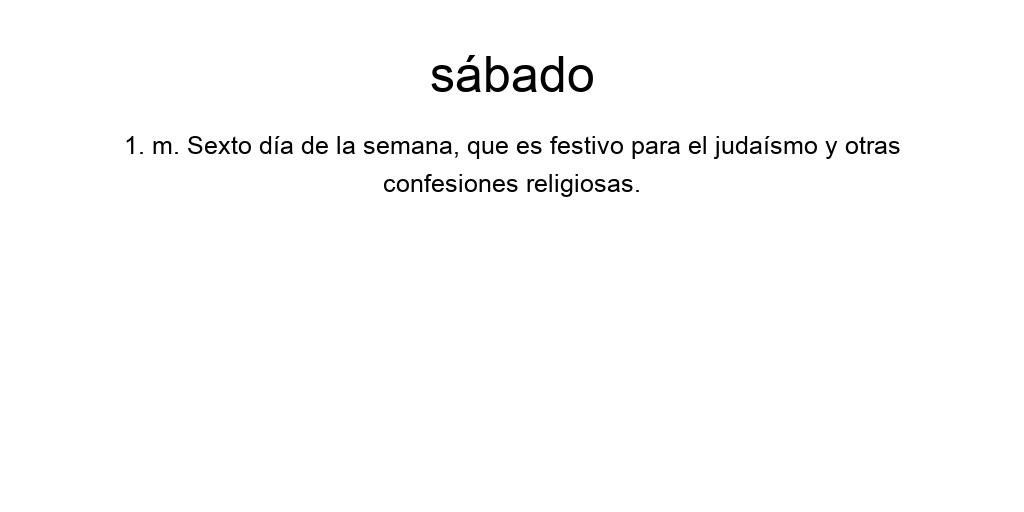 sábado
1. m. Sexto día de la semana, que es festivo para el judaísmo y otras
confesiones religiosas.